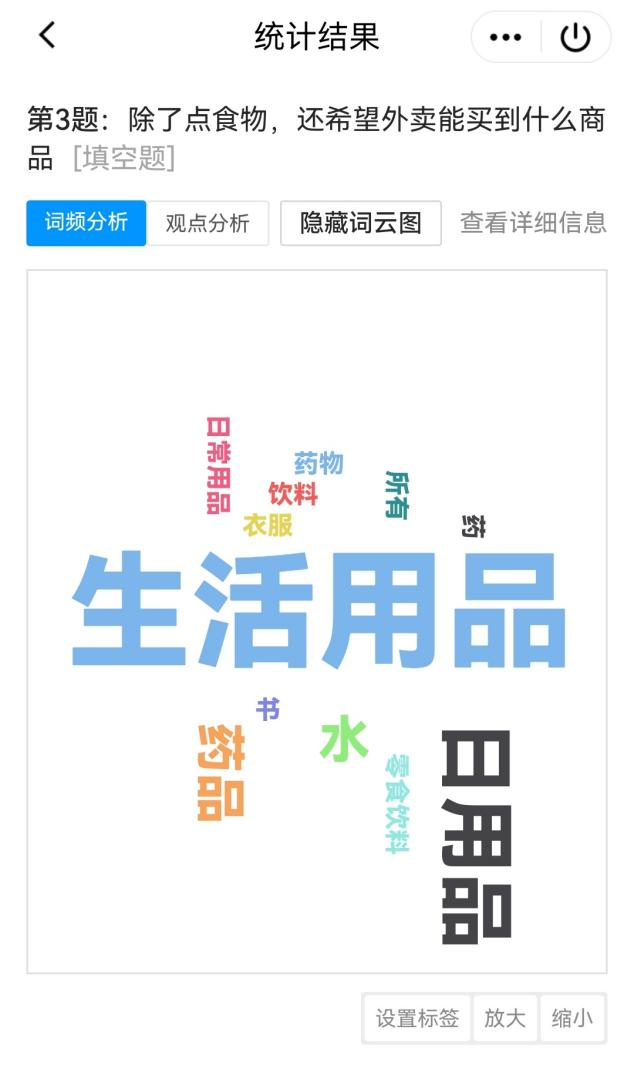 统计结果
第3题：除了点食物，还希望外卖能买到什么商
品 [填空题]
词频分析 观点分析 隐藏词云图 查看详细信息
日常用品
药物
饮料
衣服
所有
药
生活用品
书
药品
水
零食饮料
日用品
设置标签 放大 缩小